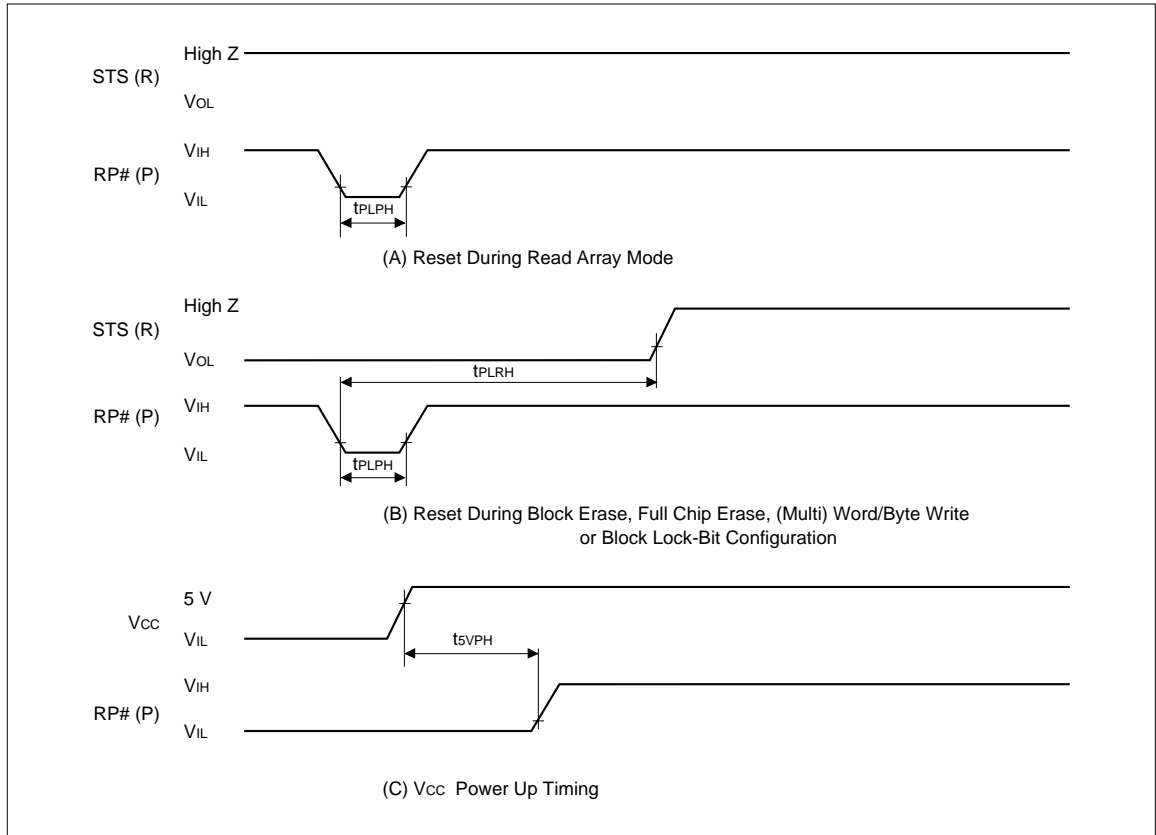 High Z
STS (R)
VOL
VIH
RP# (P)
VIL
tPLPH
(A) Reset During Read Array Mode
High Z
STS (R)
VOL
tPLRH
VIH
RP# (P)
VIL
tPLPH
(B) Reset During Block Erase, Full Chip Erase, (Multi) Word/Byte Write
or Block Lock-Bit Configuration
5 V
VCC
VIL
t5VPH
VIH
RP# (P)
VIL
(C) VCC Power Up Timing